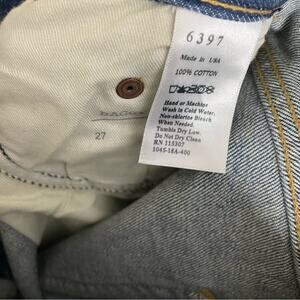 6397
Made in USA
100% COTTON
Hand or Machine
Wash in Cold Water.
Non-chlorine Bleach
When Needed.
Tumble Dry Low.
Do Not Dry Clean
RN 115307
1045-18A-400
27